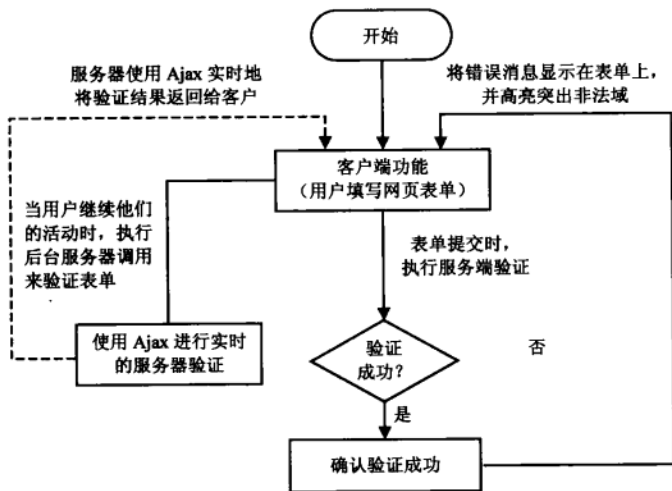 开始
服务器使用 Ajax 实时地
将验证结果返回给客户
将错误消息显示在表单上，
并高亮突出非法域
客户端功能
（用户填写网页表单）
当用户继续他们
的活动时，执行
后台服务器调用
来验证表单
表单提交时，
执行服务端验证
使用 Ajax 进行实时
的服务器验证
验证
成功？
否
是
确认验证成功